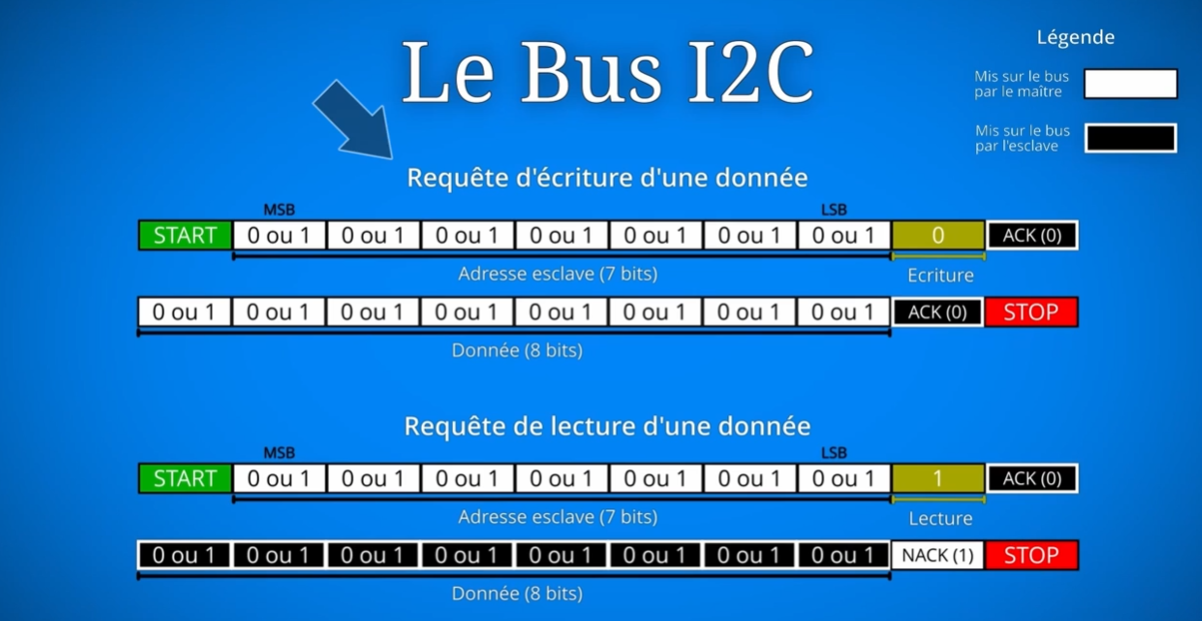 Le Bus I2C
Légende
Mis sur le bus
par le maître
Mis sur le bus
par l'esclave
Requête d'écriture d'une donnée
MSB LSB
START 0 ou 1 0 ou 1 0 ou 1 0 ou 1 0 ou 1 0 ou 1 0 ou 1 0 ACK (0)
Adresse esclave (7 bits) Ecriture
0 ou 1 0 ou 1 0 ou 1 0 ou 1 0 ou 1 0 ou 1 0 ou 1 0 ou 1 ACK (0) STOP
Donnée (8 bits)
Requête de lecture d'une donnée
MSB LSB
START 0 ou 1 0 ou 1 0 ou 1 0 ou 1 0 ou 1 0 ou 1 0 ou 1 1 ACK (0)
Adresse esclave (7 bits) Lecture
0 ou 1 0 ou 1 0 ou 1 0 ou 1 0 ou 1 0 ou 1 0 ou 1 0 ou 1 NACK (1) STOP
Donnée (8 bits)